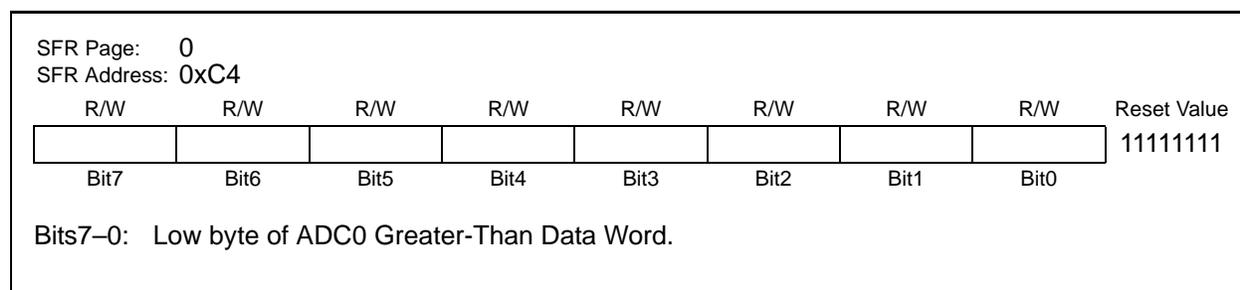 SFR Page: 0
SFR Address: 0xC4
R/W R/W R/W R/W R/W R/W R/W R/W Reset Value
11111111
Bit7 Bit6 Bit5 Bit4 Bit3 Bit2 Bit1 Bit0
Bits7–0: Low byte of ADC0 Greater-Than Data Word.